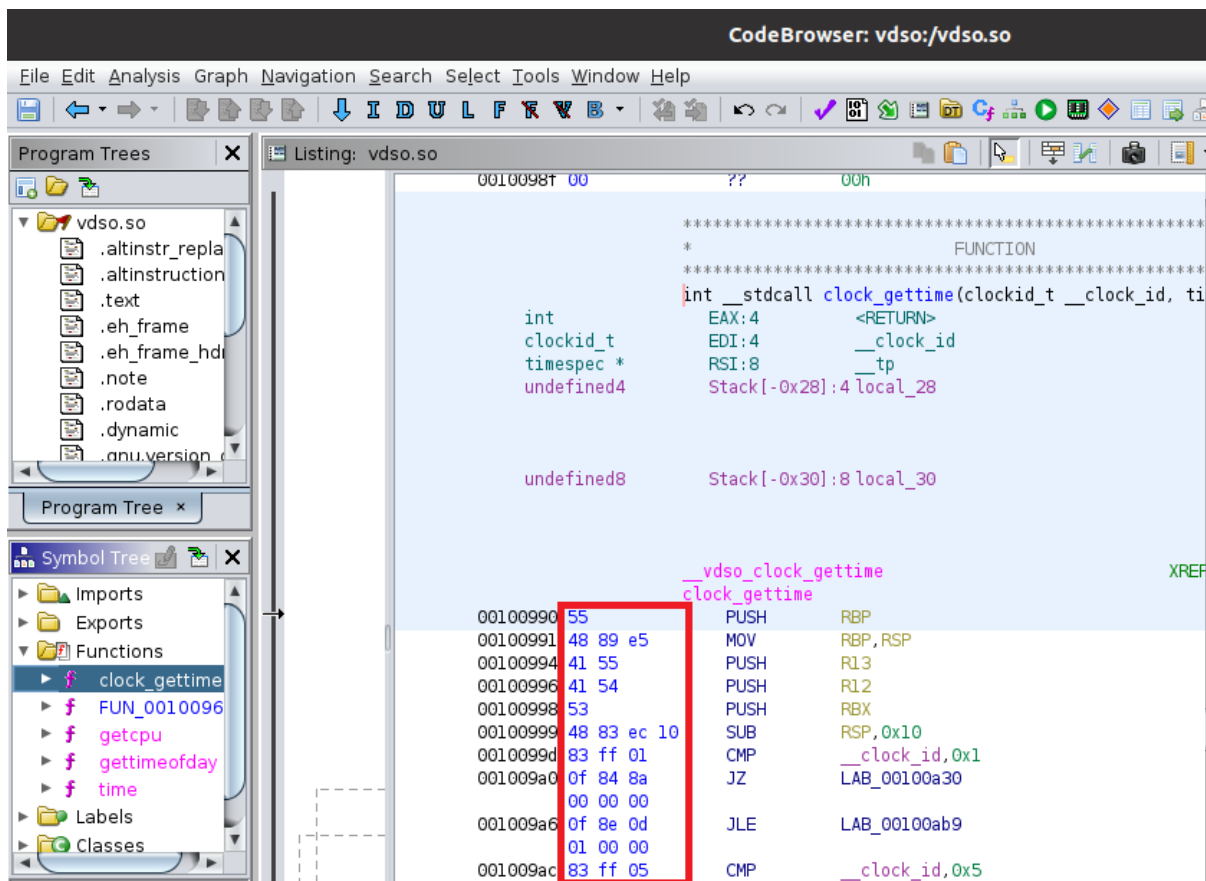 CodeBrowser: vdso:/vdso.so
File Edit Analysis Graph Navigation Search Select Tools Window Help
I D U L F V B
Program Trees
vdso.so
.altinstr_repla
.altinstruction
.text
.eh_frame
.eh_frame_hdr
.note
.rodata
.dynamic
.gnu.version_
Program Tree ×
Symbol Tree
Imports
Exports
Functions
f clock_gettime
f FUN_0010096
f getcpu
f gettimeofday
f time
Labels
Classes
Listing: vdso.so
0010098f 00 ?? 00h
****************************************************
* FUNCTION
****************************************************
int __stdcall clock_gettime(clockid_t __clock_id, ti
int EAX:4 <RETURN>
clockid_t EDI:4 __clock_id
timespec * RSI:8 __tp
undefined4 Stack[-0x28]:4 local_28
undefined8 Stack[-0x30]:8 local_30
__vdso_clock_gettime XREF
clock_gettime
00100990 55 PUSH RBP
00100991 48 89 e5 MOV RBP,RSP
00100994 41 55 PUSH R13
00100996 41 54 PUSH R12
00100998 53 PUSH RBX
00100999 48 83 ec 10 SUB RSP,0x10
0010099d 83 ff 01 CMP __clock_id,0x1
001009a0 0f 84 8a JZ LAB_00100a30
00 00 00
001009a6 0f 8e 0d JLE LAB_00100ab9
01 00 00
001009ac 83 ff 05 CMP __clock_id,0x5